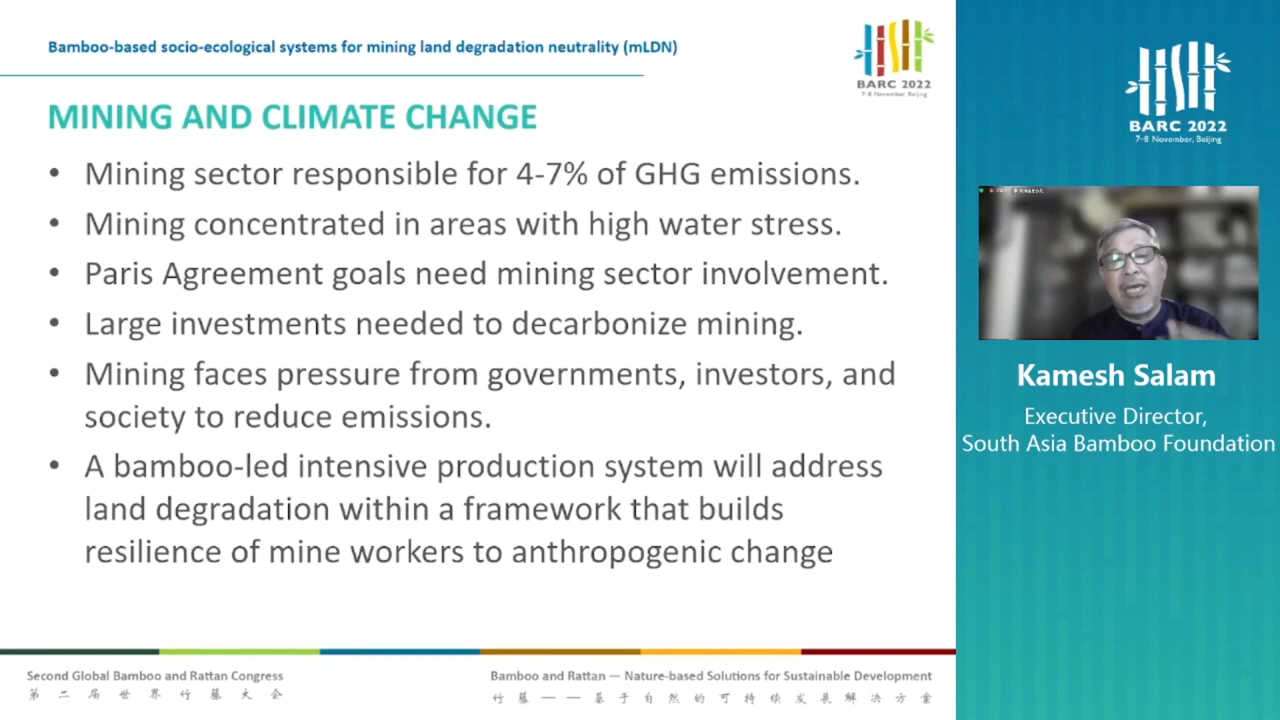 Bamboo-based socio-ecological systems for mining land degradation neutrality (mLDN)
BARC 2022
7-8 November, Beijing
MINING AND CLIMATE CHANGE
• Mining sector responsible for 4-7% of GHG emissions.
• Mining concentrated in areas with high water stress.
• Paris Agreement goals need mining sector involvement.
• Large investments needed to decarbonize mining.
• Mining faces pressure from governments, investors, and
society to reduce emissions.
• A bamboo-led intensive production system will address
land degradation within a framework that builds
resilience of mine workers to anthropogenic change
Second Global Bamboo and Rattan Congress
第二届世界竹藤大会
Bamboo and Rattan — Nature-based Solutions for Sustainable Development
竹藤——基于自然的可持续发展解决方案
BARC 2022
7-8 November, Beijing
Kamesh Salam
Executive Director,
South Asia Bamboo Foundation